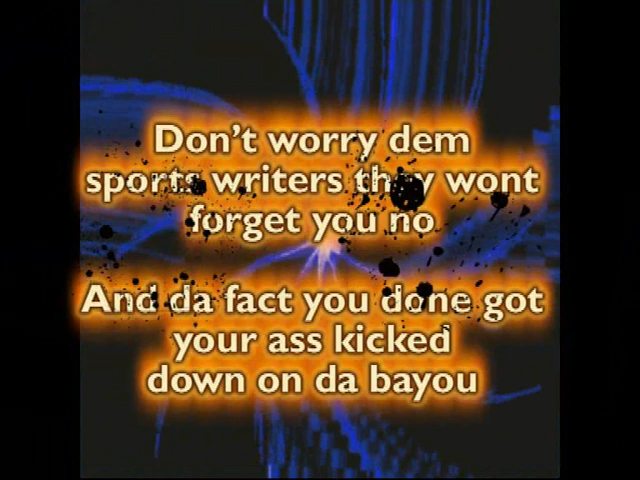 Don't worry dem
sports writers they wont
forget you no
And da fact you done got
your ass kicked
down on da bayou